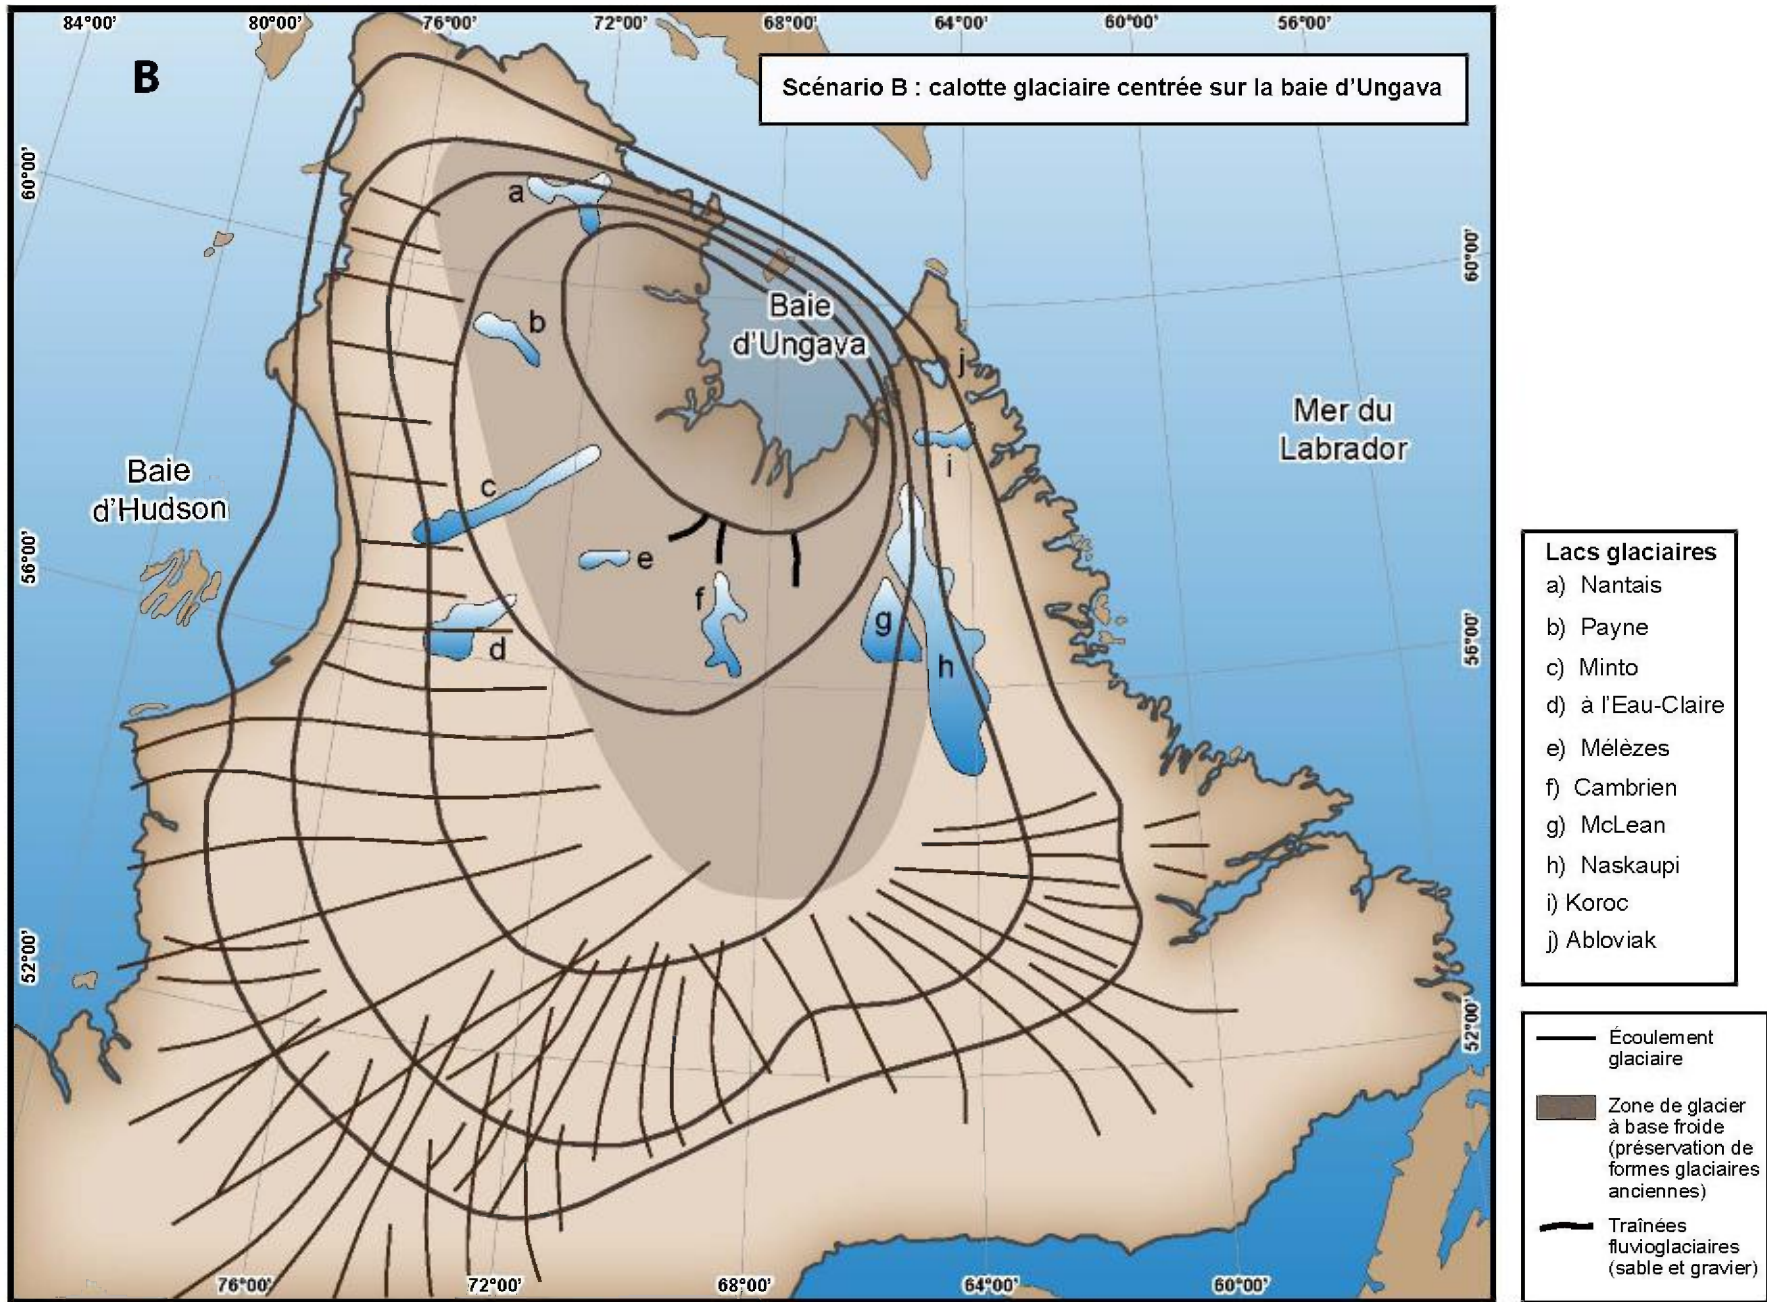 84°00’
80°00’
76°00’
72°00’
68°00’
64°00’
60°00’
56°00’
B
Scénario B : calotte glaciaire centrée sur la baie d’Ungava
60°00’
60°00’
a
b
Baie
d’Ungava
j
Mer du
Labrador
i
Baie
d’Hudson
c
56°00’
e
f
g
d
h
56°00’
52°00’
52°00’
76°00’
72°00’
68°00’
64°00’
60°00’
Lacs glaciaires
a) Nantais
b) Payne
c) Minto
d) à l’Eau-Claire
e) Mélèzes
f) Cambrien
g) McLean
h) Naskaupi
i) Koroc
j) Abloviak
Écoulement
glaciaire
Zone de glacier
à base froide
(préservation de
formes glaciaires
anciennes)
Traînées
fluvioglaciaires
(sable et gravier)